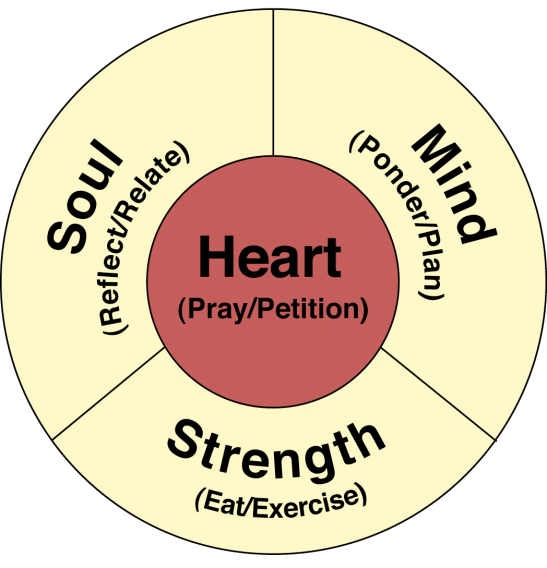 Soul
(Reflect/Relate)
Mind
(Ponder/Plan)
Heart
(Pray/Petition)
Strength
(Eat/Exercise)